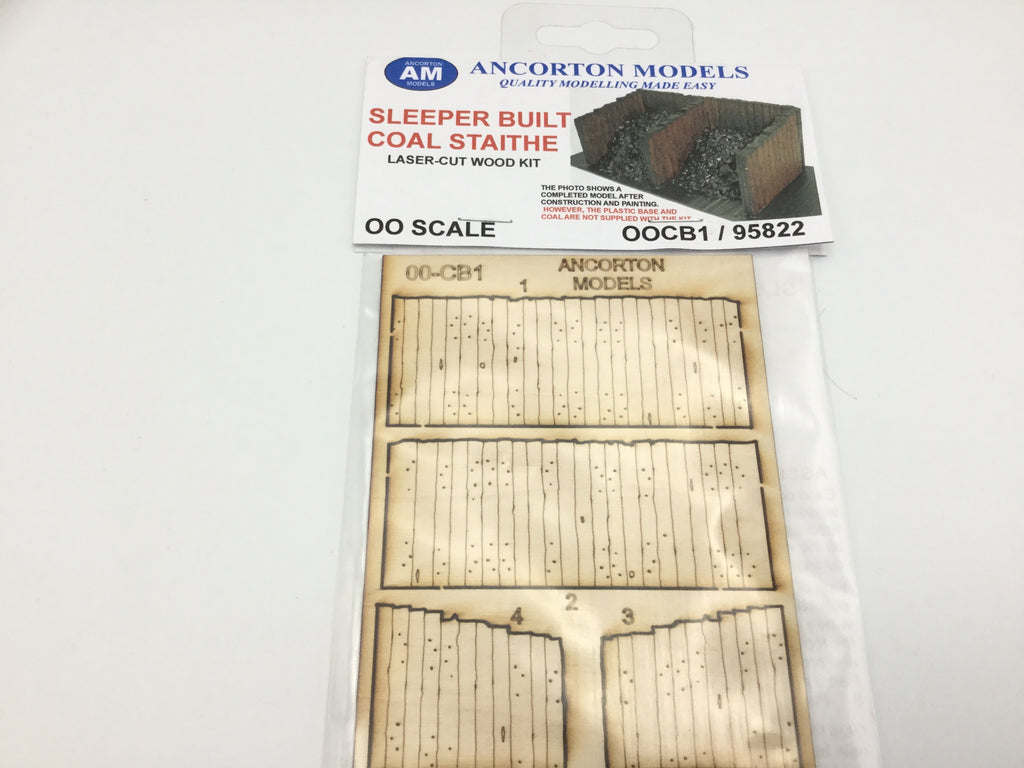 ANCORTON
AM
MODELS
ANCORTON MODELS
QUALITY MODELLING MADE EASY
SLEEPER BUILT
COAL STAITHE
LASER-CUT WOOD KIT
THE PHOTO SHOWS A
COMPLETED MODEL AFTER
CONSTRUCTION AND PAINTING.
HOWEVER, THE PLASTIC BASE AND
COAL ARE NOT SUPPLIED WITH THE KIT
OO SCALE
OOCB1 / 95822
00-CB1
ANCORTON
MODELS
1
2
4
3